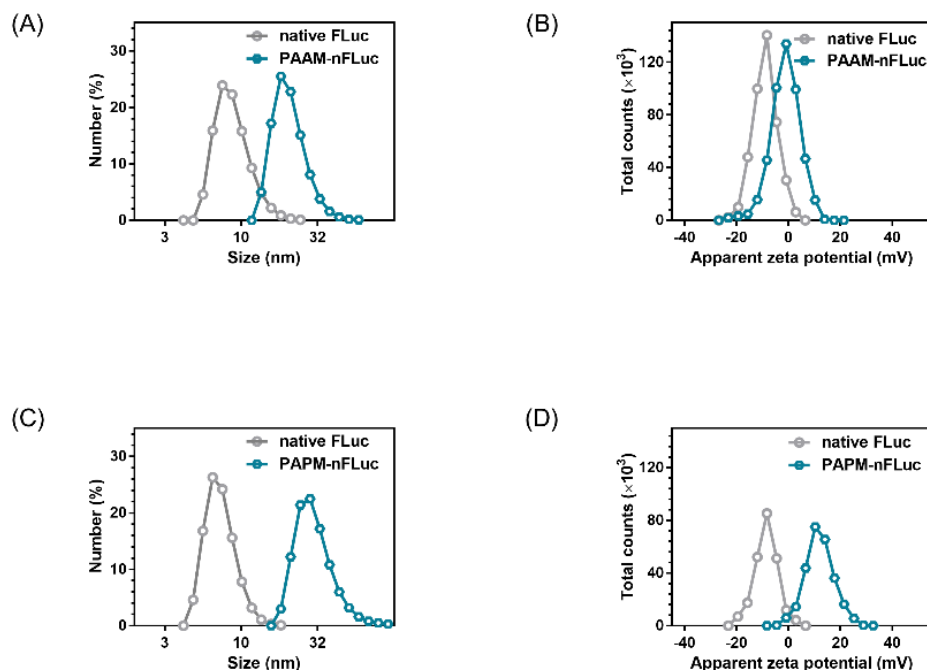 (A)
native FLuc
PAAM-nFLuc
Number (%)
30
20
10
0
3 10 32
Size (nm)
(B)
native FLuc
PAAM-nFLuc
Total counts (×10³)
120
80
40
0
-40 -20 0 20 40
Apparent zeta potential (mV)
(C)
native FLuc
PAPM-nFLuc
Number (%)
30
20
10
0
3 10 32
Size (nm)
(D)
native FLuc
PAPM-nFLuc
Total counts (×10³)
120
80
40
0
-40 -20 0 20 40
Apparent zeta potential (mV)